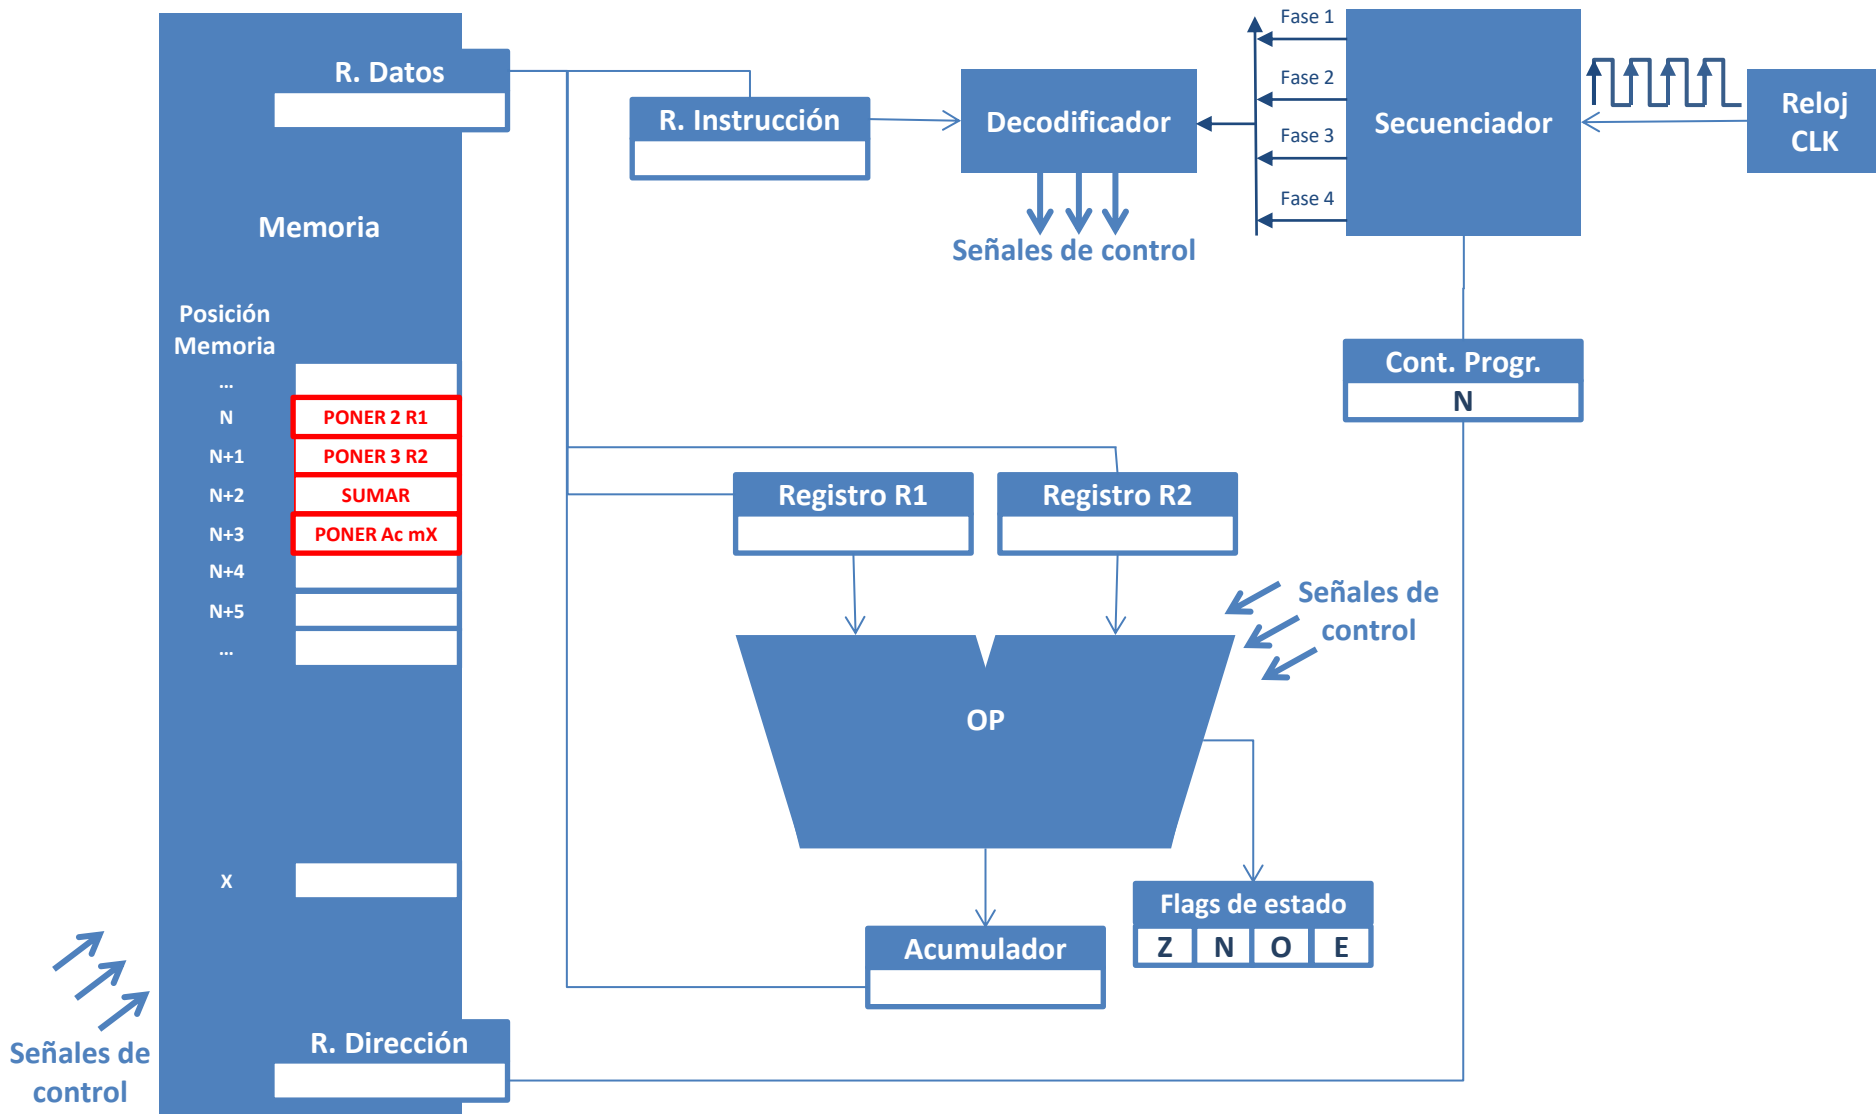 R. Datos
Memoria
Posición
Memoria
...
N PONER 2 R1
N+1 PONER 3 R2
N+2 SUMAR
N+3 PONER Ac mX
N+4
N+5
...
X
Señales de
control
R. Dirección
R. Instrucción
Decodificador
Señales de control
Fase 1
Fase 2
Fase 3
Fase 4
Secuenciador
Reloj
CLK
Cont. Progr.
N
Registro R1
Registro R2
Señales de
control
OP
Flags de estado
Z N O E
Acumulador